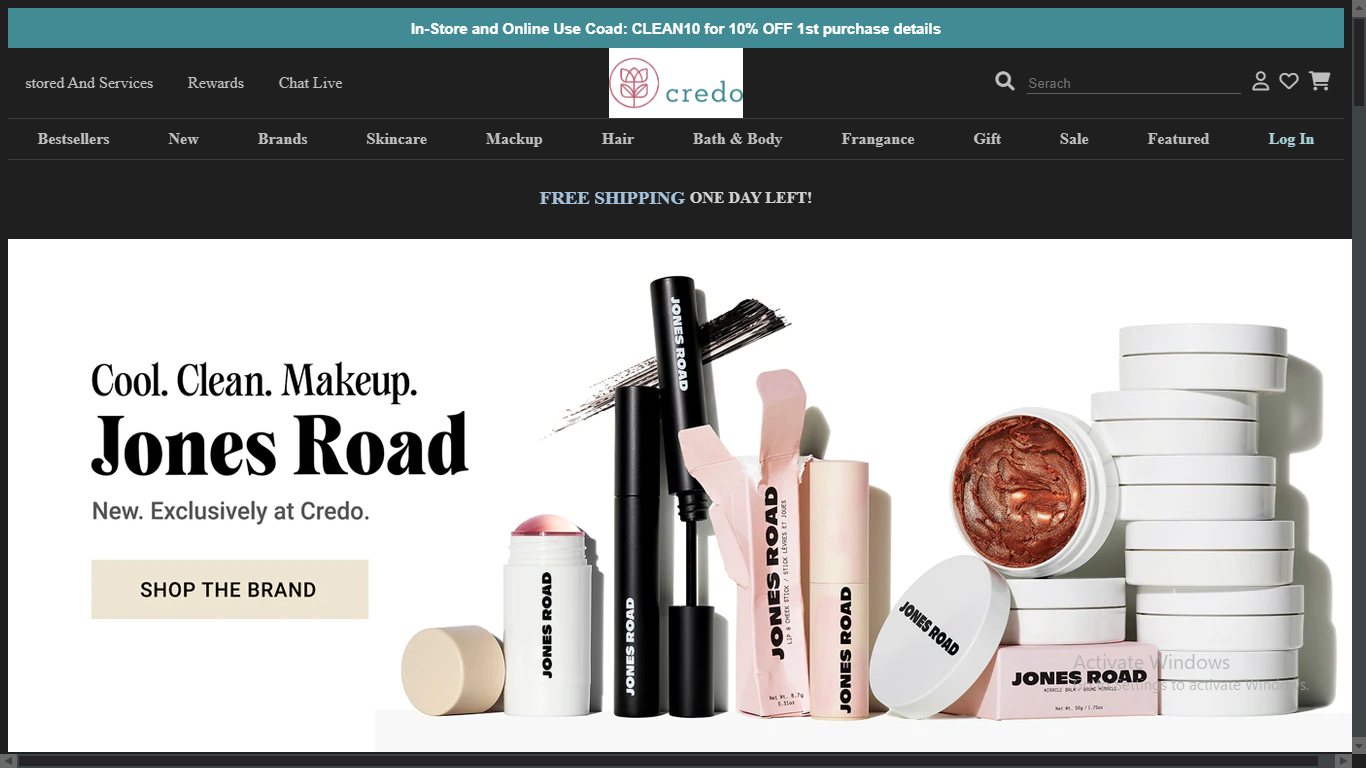 In-Store and Online Use Coad: CLEAN10 for 10% OFF 1st purchase details
stored And Services Rewards Chat Live
credo
Serach
Bestsellers New Brands Skincare Mackup Hair Bath & Body Frangance Gift Sale Featured Log In
FREE SHIPPING ONE DAY LEFT!
Cool. Clean. Makeup.
Jones Road
New. Exclusively at Credo.
SHOP THE BRAND
JONES ROAD
JONES ROAD
JONES ROAD
JONES ROAD
LIP & CHEEK STICK / STICK LÈVRES ET JOUES
Net Wt. 8.7g
0.31oz
JONES ROAD
JONES ROAD
JONES ROAD
MIRACLE BALM / BAUME MIRACLE
Net Wt. 50g / 1.75oz
Activate Windows
to activate Windows.